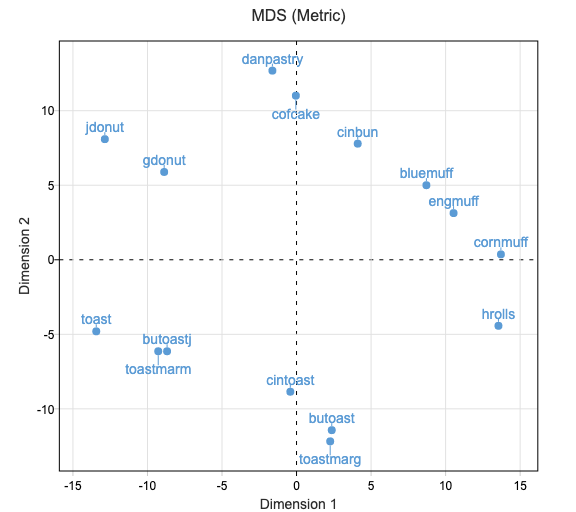 MDS (Metric)
danpastry
cofcake
jdonut
cinbun
gdonut
bluemuff
engmuff
cornmuff
hrolls
toast
butoastj
toastmarm
cintoast
butoast
toastmarg
10
5
0
-5
-10
Dimension 2
-15 -10 -5 0 5 10 15
Dimension 1